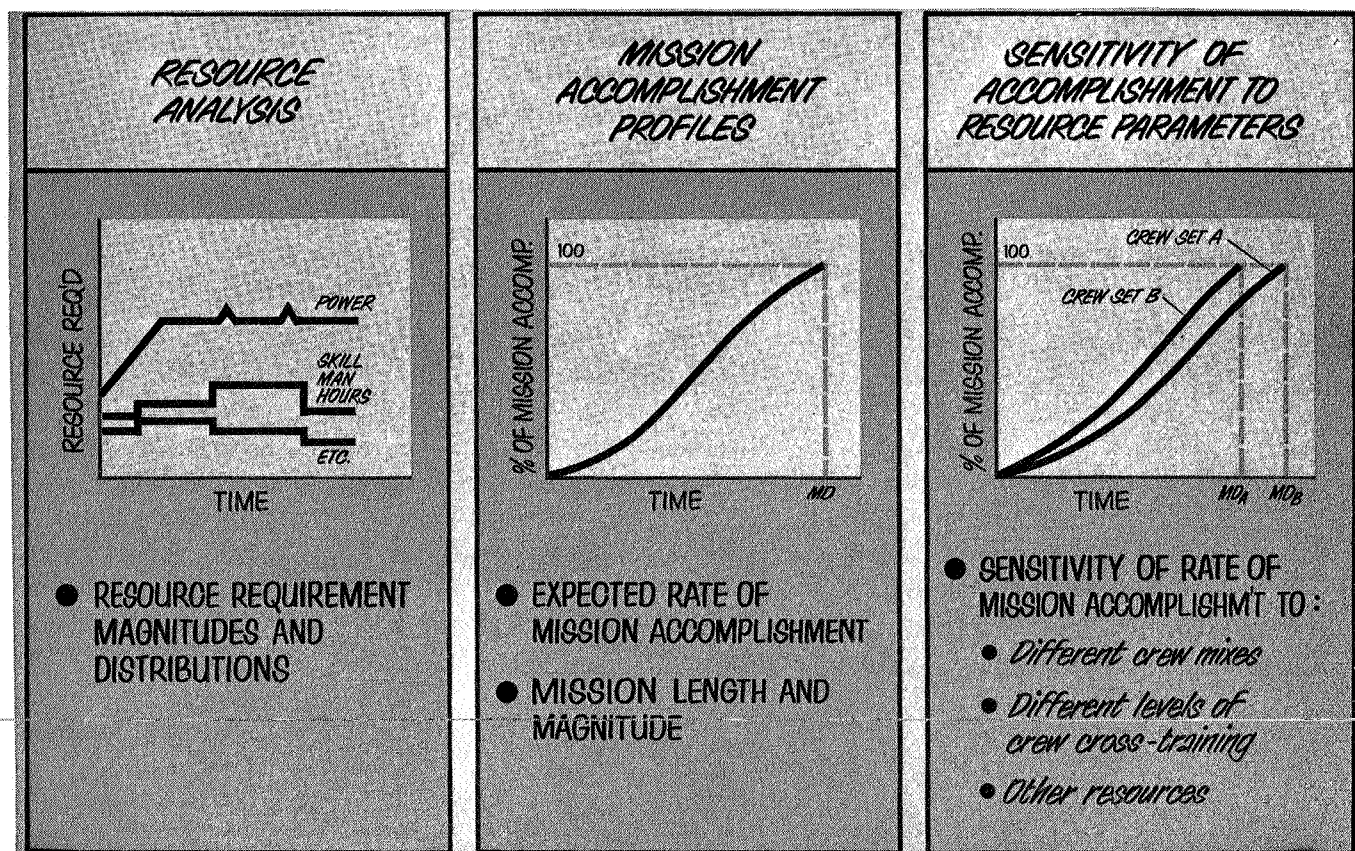 RESOURCE
ANALYSIS
RESOURCE REQ'D
POWER
SKILL
MAN
HOURS
ETC.
TIME
● RESOURCE REQUIREMENT
MAGNITUDES AND
DISTRIBUTIONS
MISSION
ACCOMPLISHMENT
PROFILES
% OF MISSION ACCOMP.
100
TIME
MD
● EXPECTED RATE OF
MISSION ACCOMPLISHMENT
● MISSION LENGTH AND
MAGNITUDE
SENSITIVITY OF
ACCOMPLISHMENT TO
RESOURCE PARAMETERS
% OF MISSION ACCOMP.
100
CREW SET A
CREW SET B
TIME
MD_A
MD_B
● SENSITIVITY OF RATE OF
MISSION ACCOMPLISHM'T TO :
● Different crew mixes
● Different levels of
crew cross-training
● Other resources